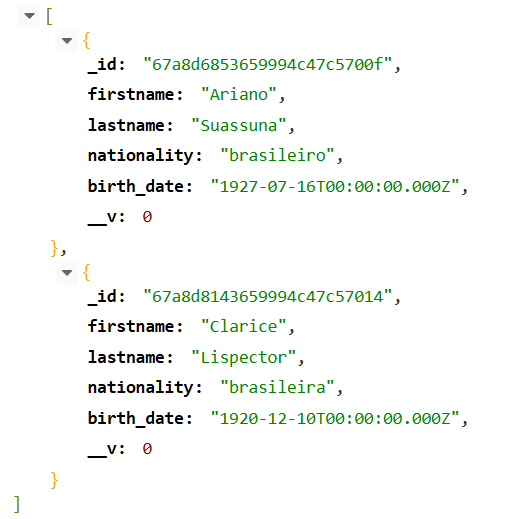 [
{
_id: "67a8d6853659994c47c5700f",
firstname: "Ariano",
lastname: "Suassuna",
nationality: "brasileiro",
birth_date: "1927-07-16T00:00:00.000Z",
__v: 0
},
{
_id: "67a8d8143659994c47c57014",
firstname: "Clarice",
lastname: "Lispector",
nationality: "brasileira",
birth_date: "1920-12-10T00:00:00.000Z",
__v: 0
}
]